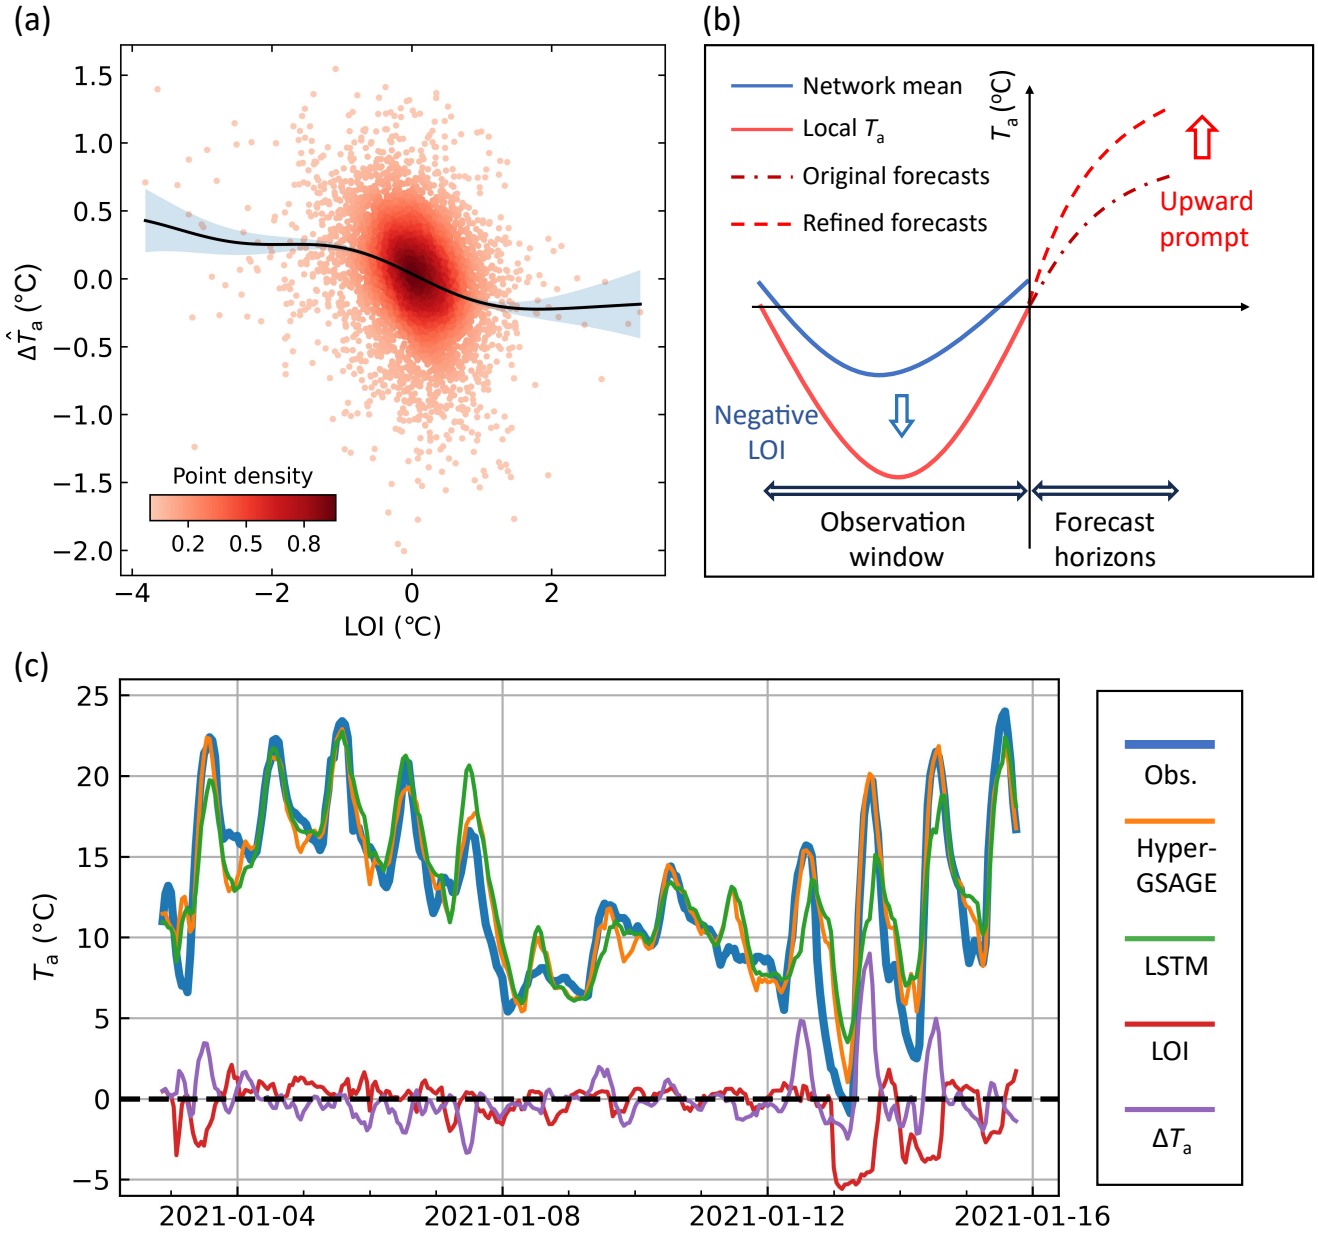 (a)
1.5
1.0
0.5
0.0
−0.5
−1.0
−1.5
−2.0
ΔT̂a (°C)
Point density
0.2 0.5 0.8
−4 −2 0 2
LOI (°C)
(b)
Network mean
Local Ta
Original forecasts
Refined forecasts
Ta (ºC)
Upward
prompt
Negative
LOI
Observation
window
Forecast
horizons
(c)
25
20
15
10
5
0
−5
Ta (°C)
2021-01-04 2021-01-08 2021-01-12 2021-01-16
Obs.
Hyper-
GSAGE
LSTM
LOI
ΔTa